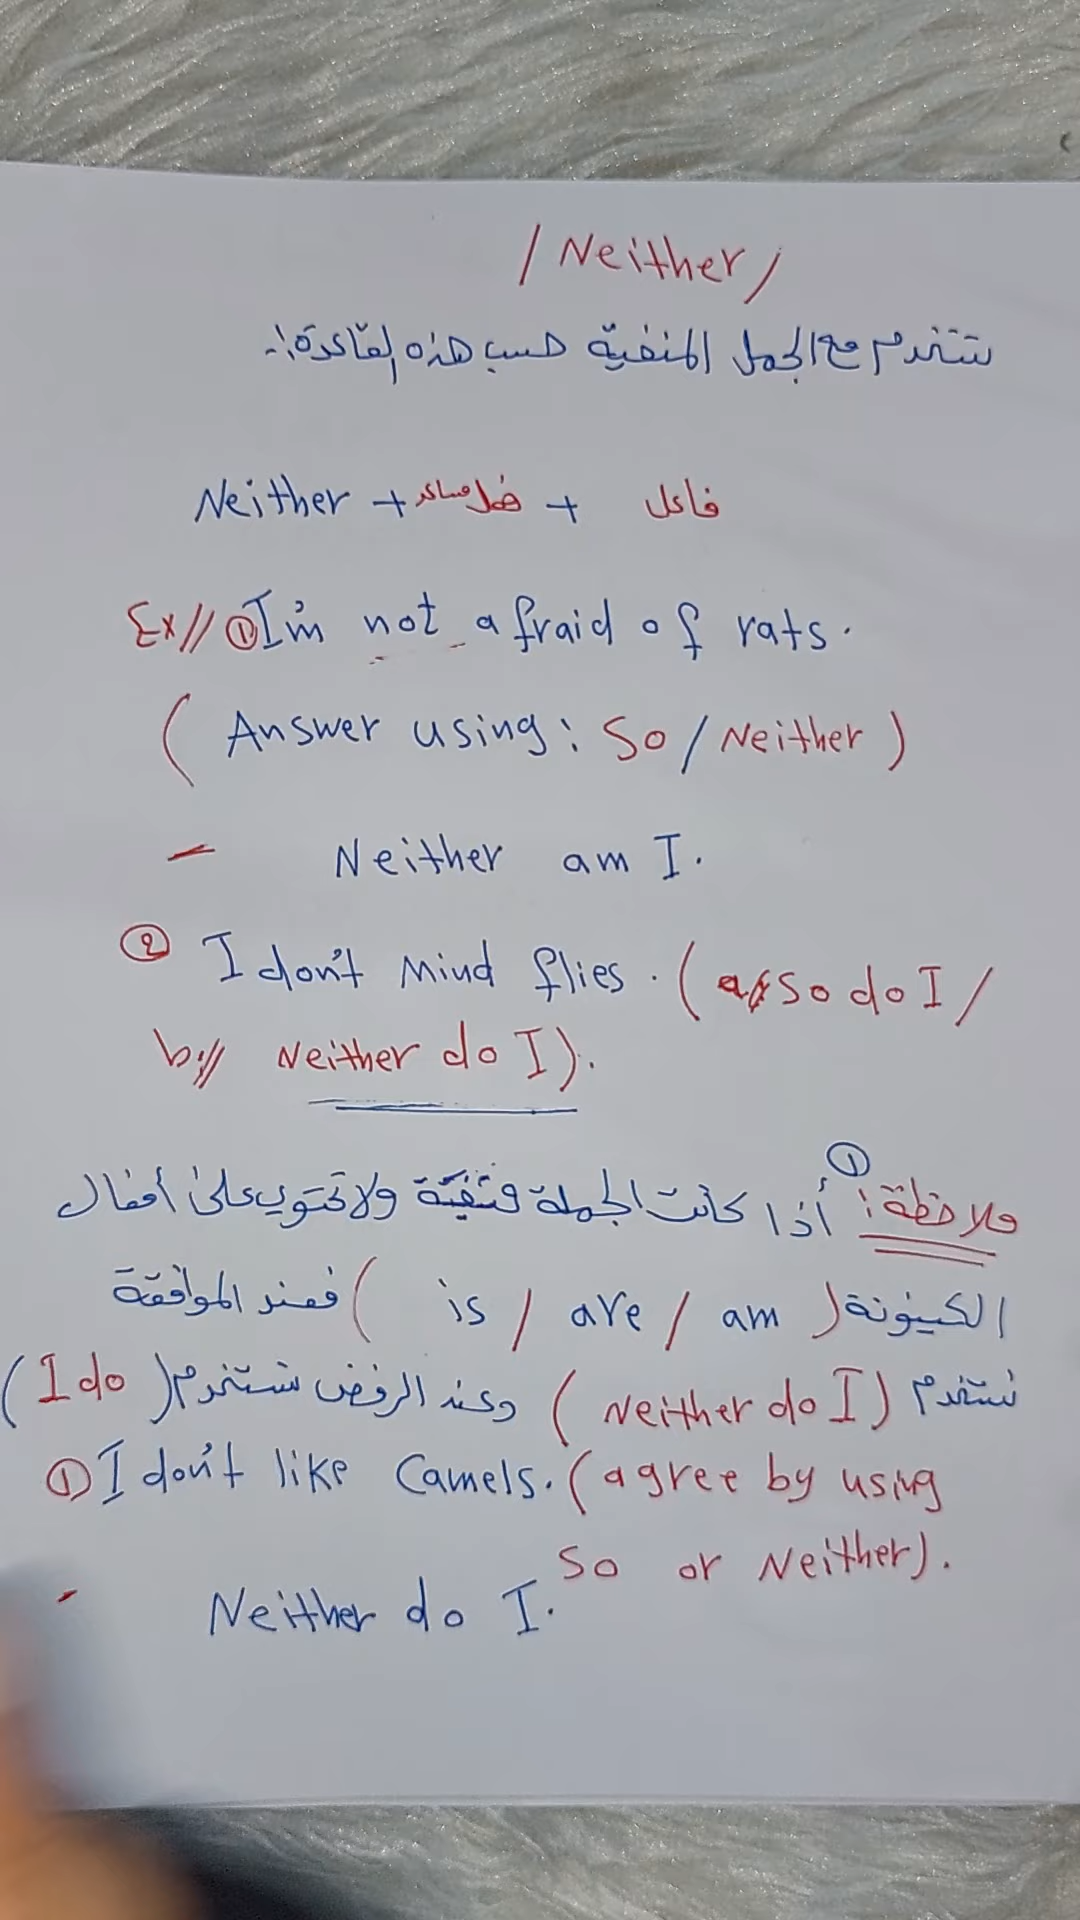 / Neither /
تستخدم مع الجمل المنفية حسب هذه القاعدة:-
Neither + فعل مساعد + فاعل
Ex// ① I'm not afraid of rats.
( Answer using: So / Neither )
- Neither am I.
② I don't mind flies. ( a// So do I /
b// Neither do I ).
ملاحظة: ① أذا كانت الجملة منفية ولا تحتوي على أفعال
الكينونة ( is / are / am ) فعند الموافقة
نستخدم ( Neither do I ) وعند الرفض نستخدم ( I do )
① I don't like Camels. ( agree by using
So or Neither ).
- Neither do I.